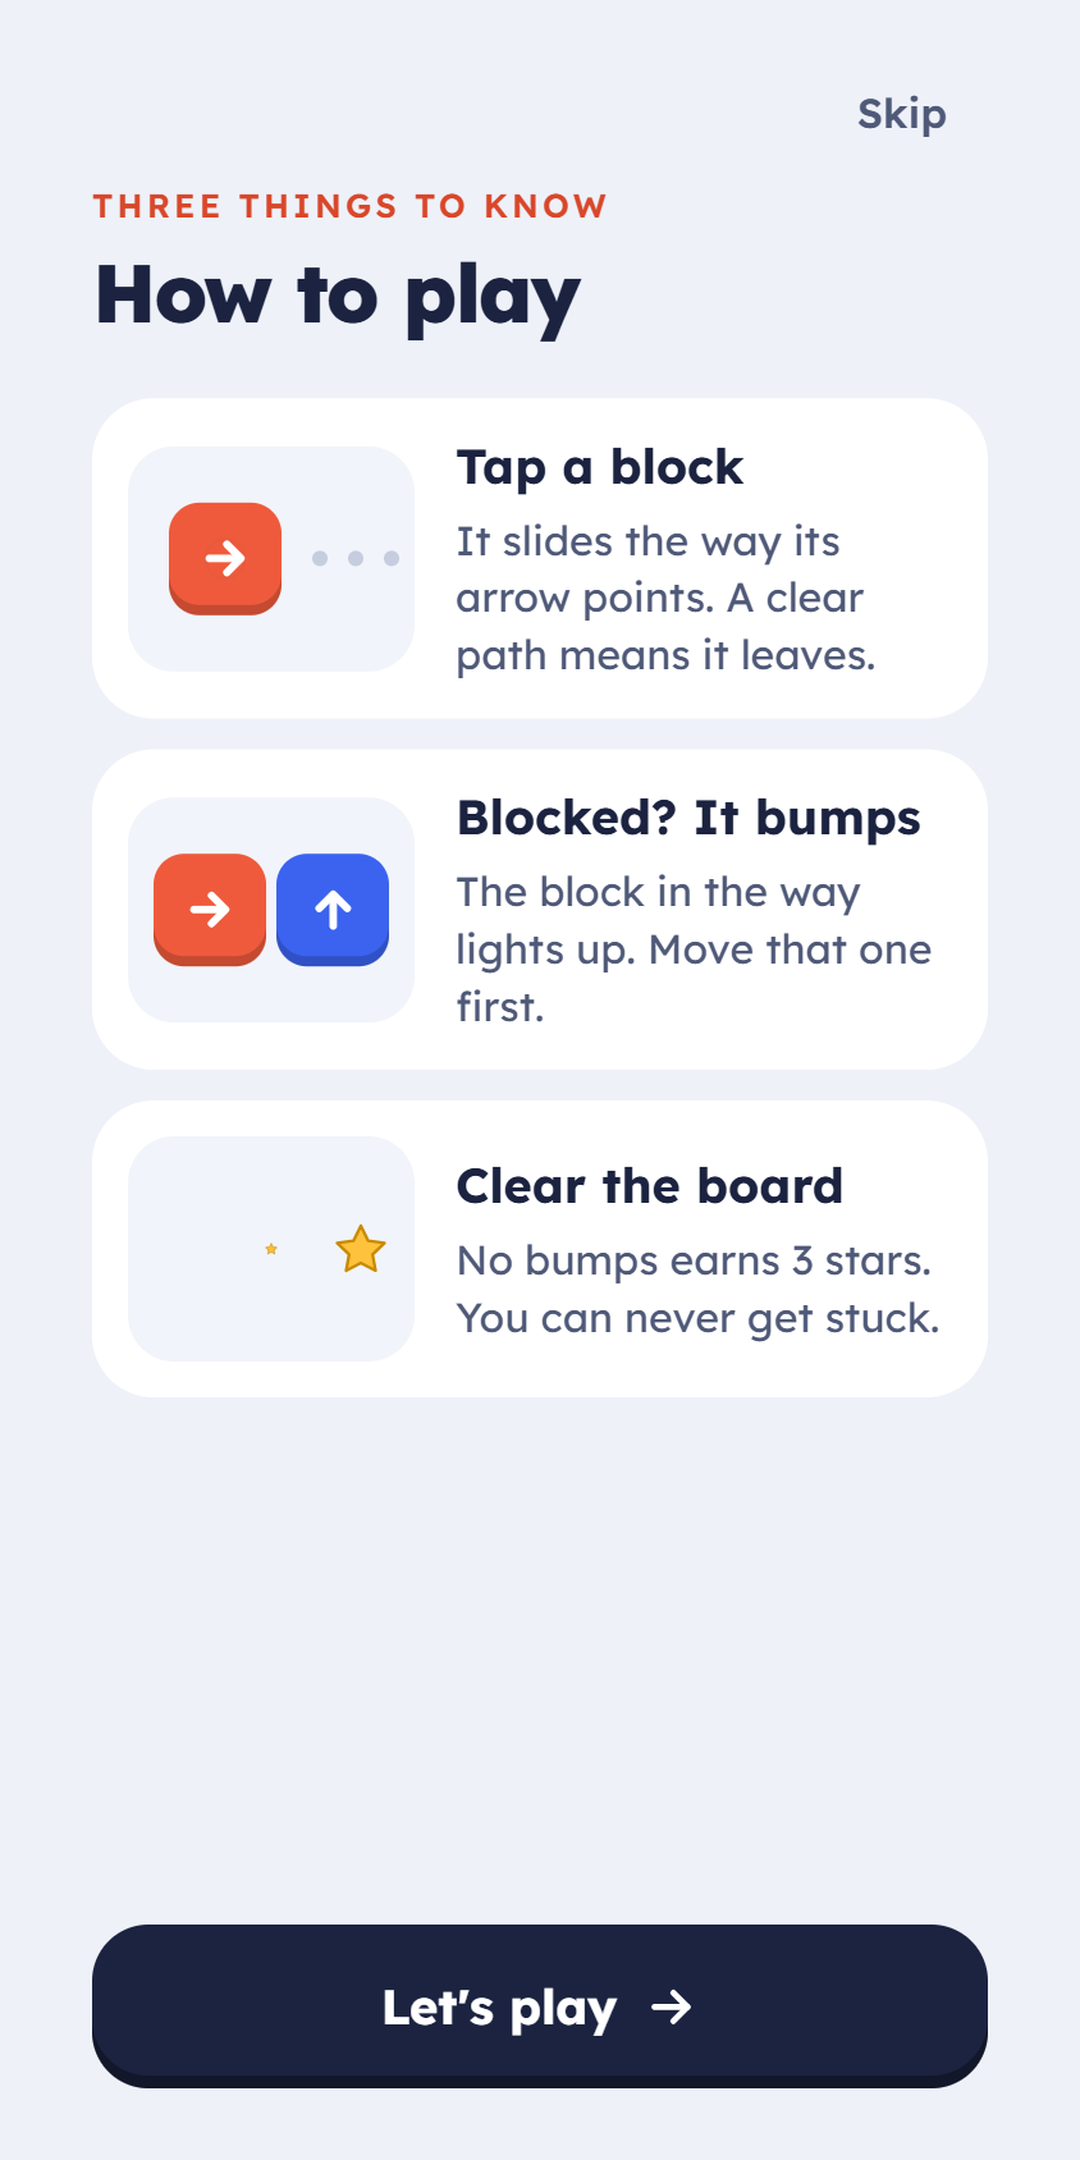 Skip
THREE THINGS TO KNOW
How to play
Tap a block
It slides the way its
arrow points. A clear
path means it leaves.
Blocked? It bumps
The block in the way
lights up. Move that one
first.
Clear the board
No bumps earns 3 stars.
You can never get stuck.
Let's play →